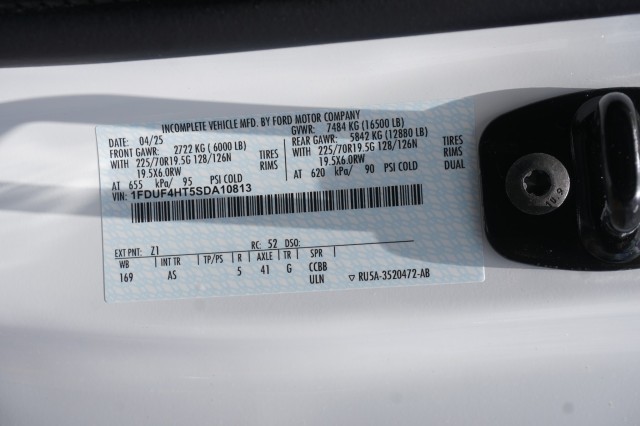 INCOMPLETE VEHICLE MFD. BY FORD MOTOR COMPANY
DATE: 04/25 GVWR: 7484 KG (16500 LB)
FRONT GAWR: 2722 KG (6000 LB) REAR GAWR: 5842 KG (12880 LB)
WITH 225/70R19.5G 128/126N TIRES WITH 225/70R19.5G 128/126N TIRES
19.5X6.0RW RIMS 19.5X6.0RW RIMS
AT 655 kPa/ 95 PSI COLD AT 620 kPa/ 90 PSI COLD DUAL
VIN: 1FDUF4HT5SDA10813
EXT PNT: Z1 RC: 52 DSO:
WB INT TR TP/PS R AXLE TR SPR
169 AS 5 41 G CCBB
ULN RU5A-3520472-AB